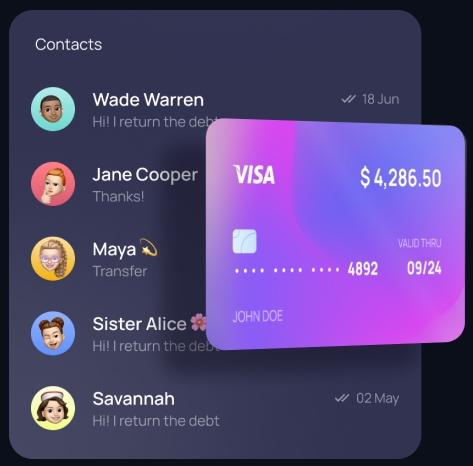 Contacts
Wade Warren
18 Jun
Hi! I return the debt
Jane Cooper
Thanks!
Maya 💫
Transfer
Sister Alice 🌸
Hi! I return the debt
Savannah
02 May
Hi! I return the debt
VISA
$ 4,286.50
VALID THRU
•••• •••• •••• 4892
09/24
JOHN DOE